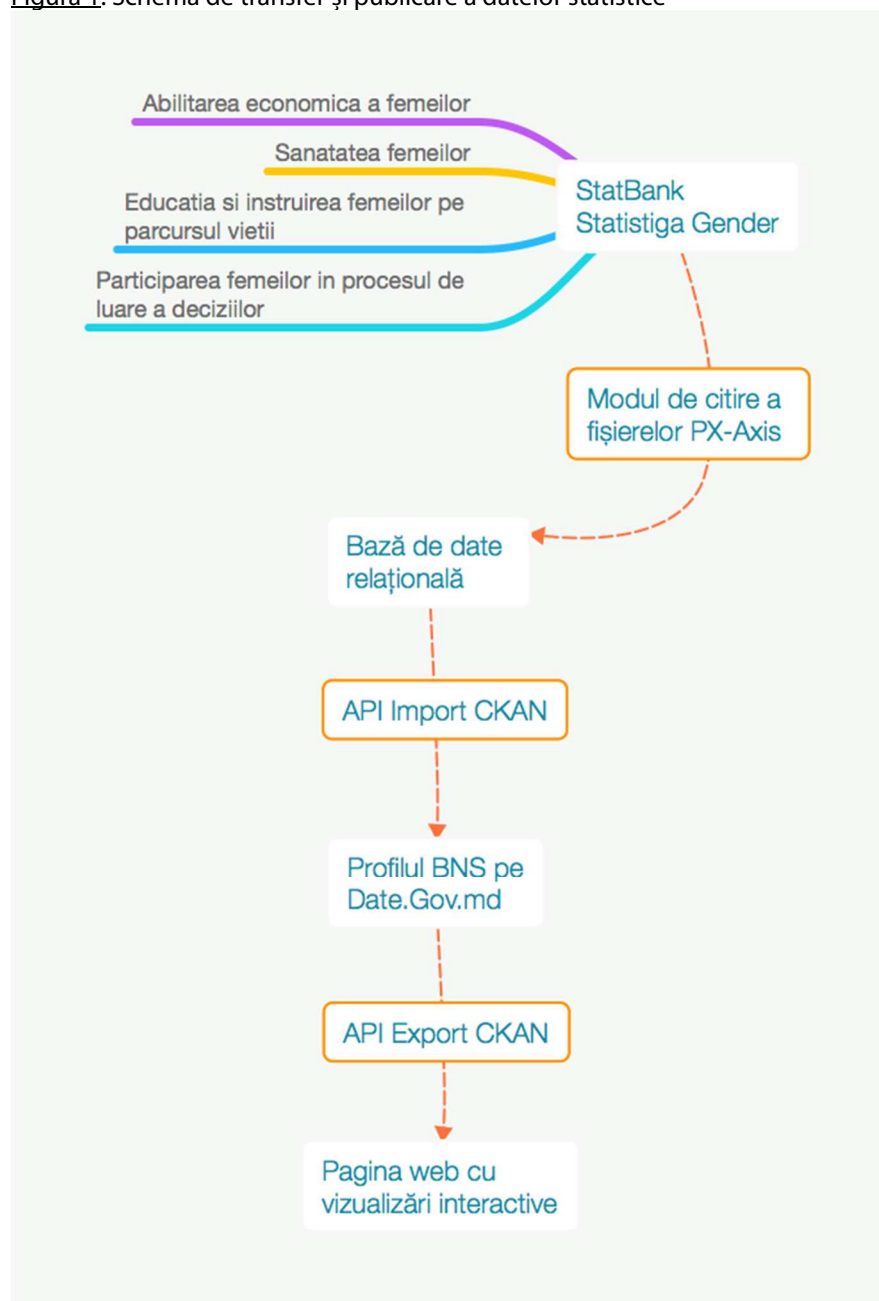 Figura 1. Schema de transfer și publicare a datelor statistice
Abilitarea economica a femeilor
Sanatatea femeilor
Educatia si instruirea femeilor pe
parcursul vietii
Participarea femeilor in procesul de
luare a deciziilor
StatBank
Statistiga Gender
Modul de citire a
fișierelor PX-Axis
Bază de date
relațională
API Import CKAN
Profilul BNS pe
Date.Gov.md
API Export CKAN
Pagina web cu
vizualizări interactive